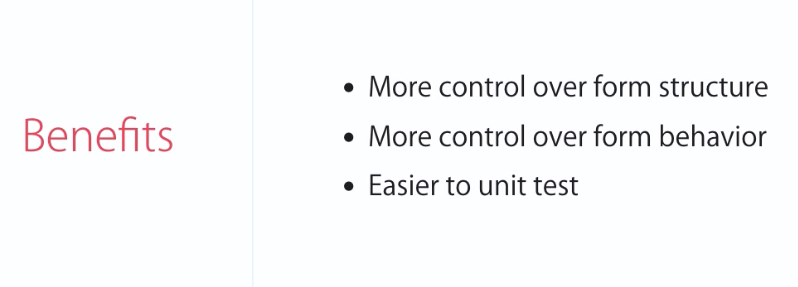 Benefits
• More control over form structure
• More control over form behavior
• Easier to unit test